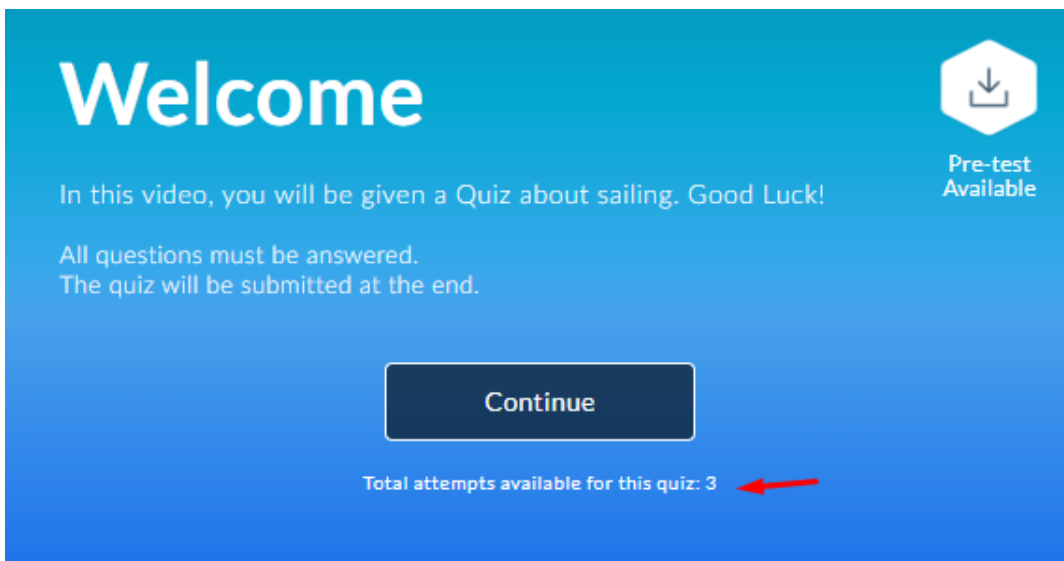 Welcome
In this video, you will be given a Quiz about sailing. Good Luck!
All questions must be answered.
The quiz will be submitted at the end.
Continue
Total attempts available for this quiz: 3
Pre-test
Available